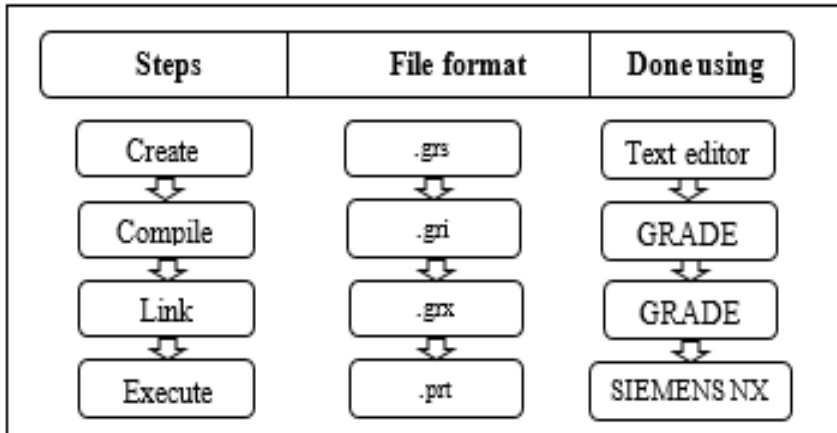 Steps File format Done using
Create .grs Text editor
Compile .gri GRADE
Link .grx GRADE
Execute .prt SIEMENS NX